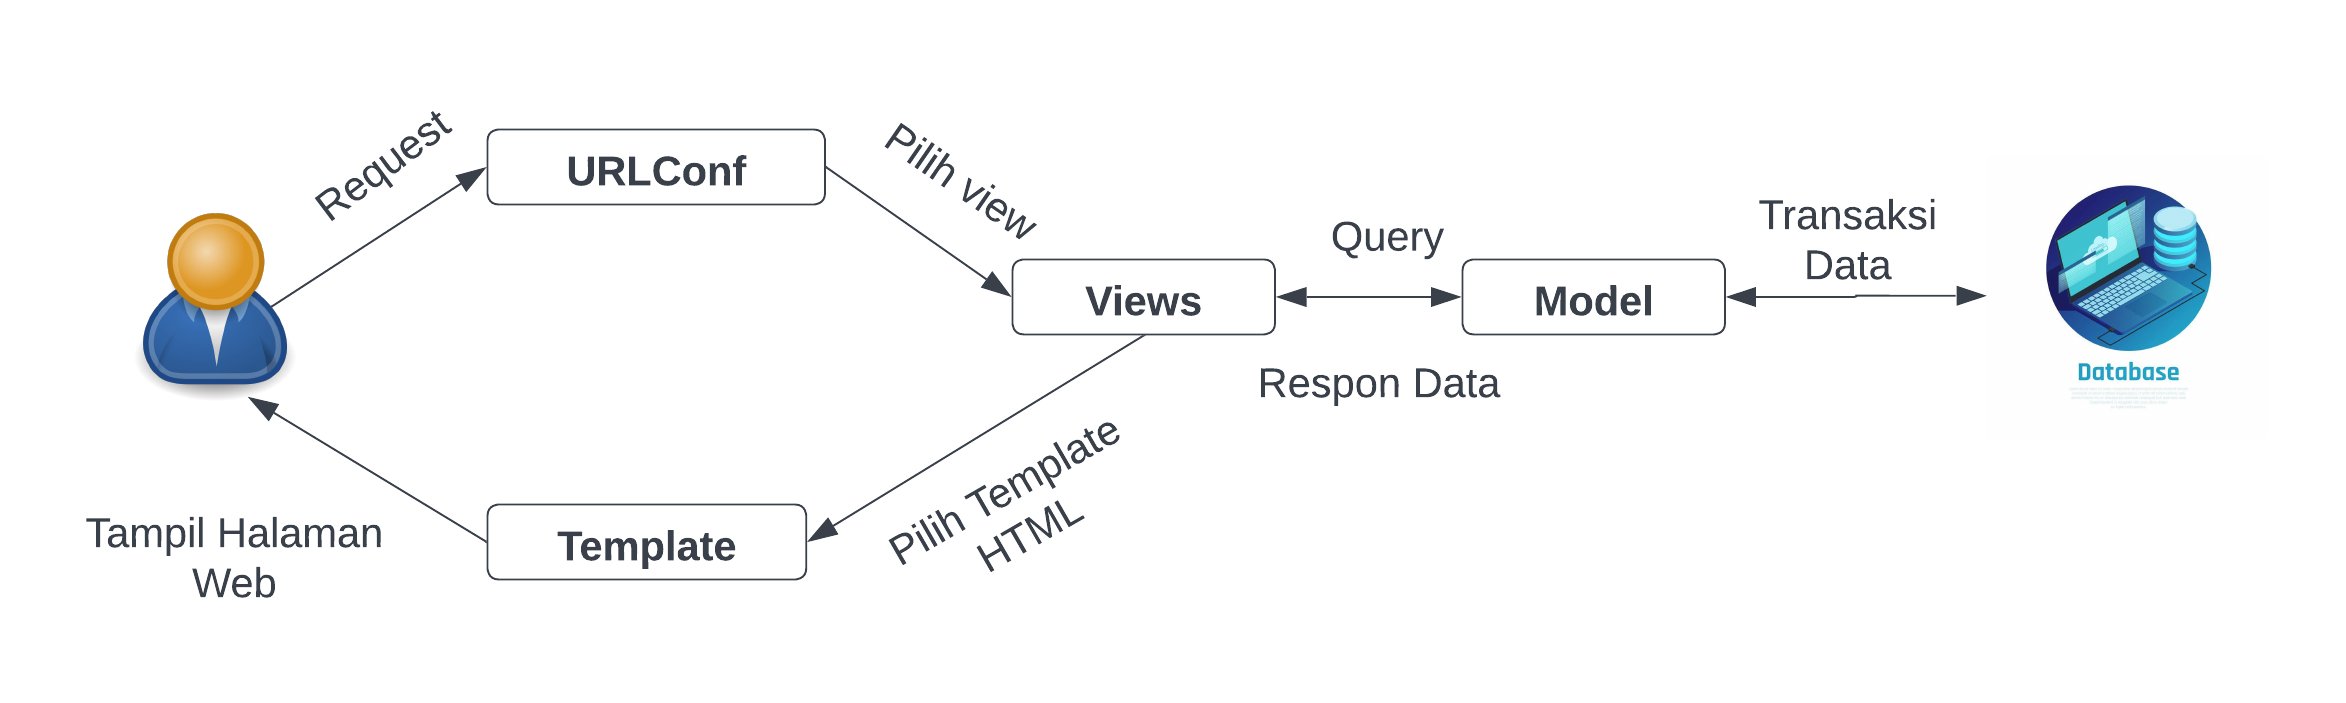 Request
URLConf
Pilih view
Views
Query
Respon Data
Model
Transaksi
Data
Database
Pilih Template
HTML
Template
Tampil Halaman
Web